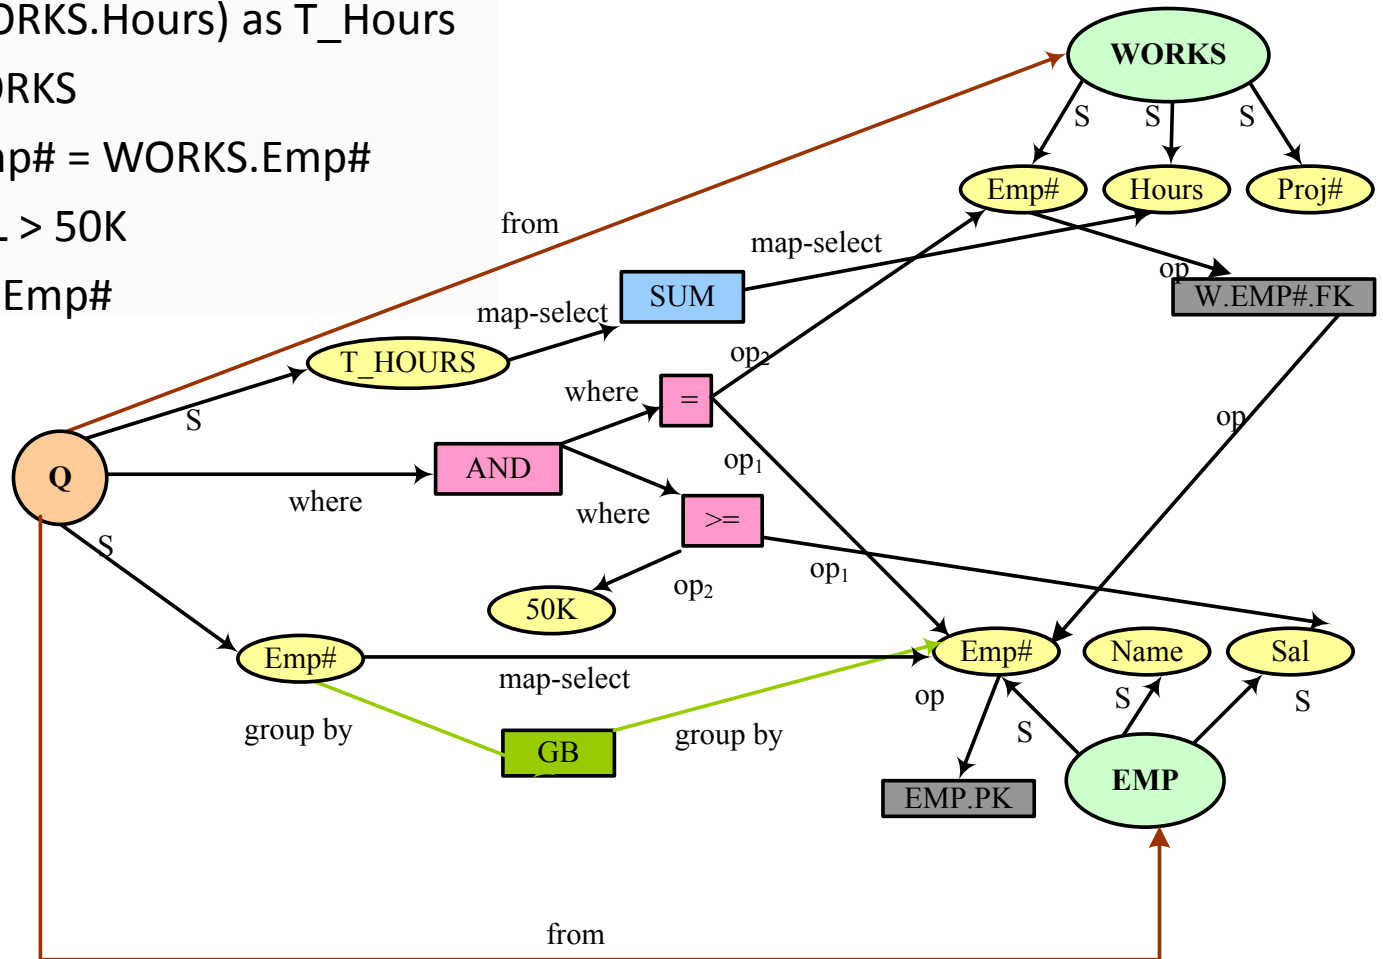 ORKS.Hours) as T_Hours
ORKS
np# = WORKS.Emp#
L > 50K
Emp#
WORKS
S
S
S
Emp#
Hours
Proj#
from
map-select
op
W.EMP#.FK
SUM
map-select
T_HOURS
op2
where
=
S
op
AND
op1
Q
where
where
>=
S
op1
op2
50K
Emp#
map-select
Emp#
Name
Sal
op
S
S
S
group by
group by
GB
EMP
EMP.PK
from